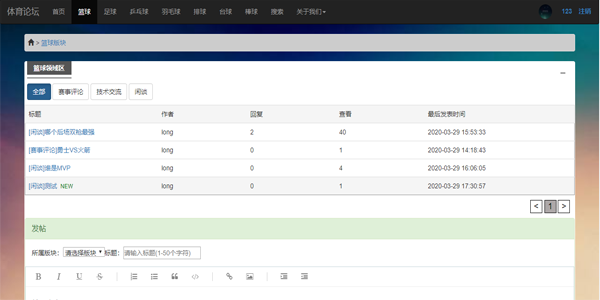 体育论坛 首页 篮球 足球 乒乓球 羽毛球 排球 台球 棒球 搜索 关于我们 123 注销
> 篮球版块
篮球领域区
全部 赛事评论 技术交流 闲谈
标题 作者 回复 查看 最后发表时间
[闲谈]哪个后场双枪最强 long 2 40 2020-03-29 15:53:33
[赛事评论]勇士VS火箭 long 0 1 2020-03-29 14:18:43
[闲谈]谁是MVP long 0 4 2020-03-29 16:06:05
[闲谈]测试 NEW long 0 1 2020-03-29 17:30:57
< 1 >
发帖
所属版块: 请选择版块 标题: 请输入标题(1-50个字符)
B I U S